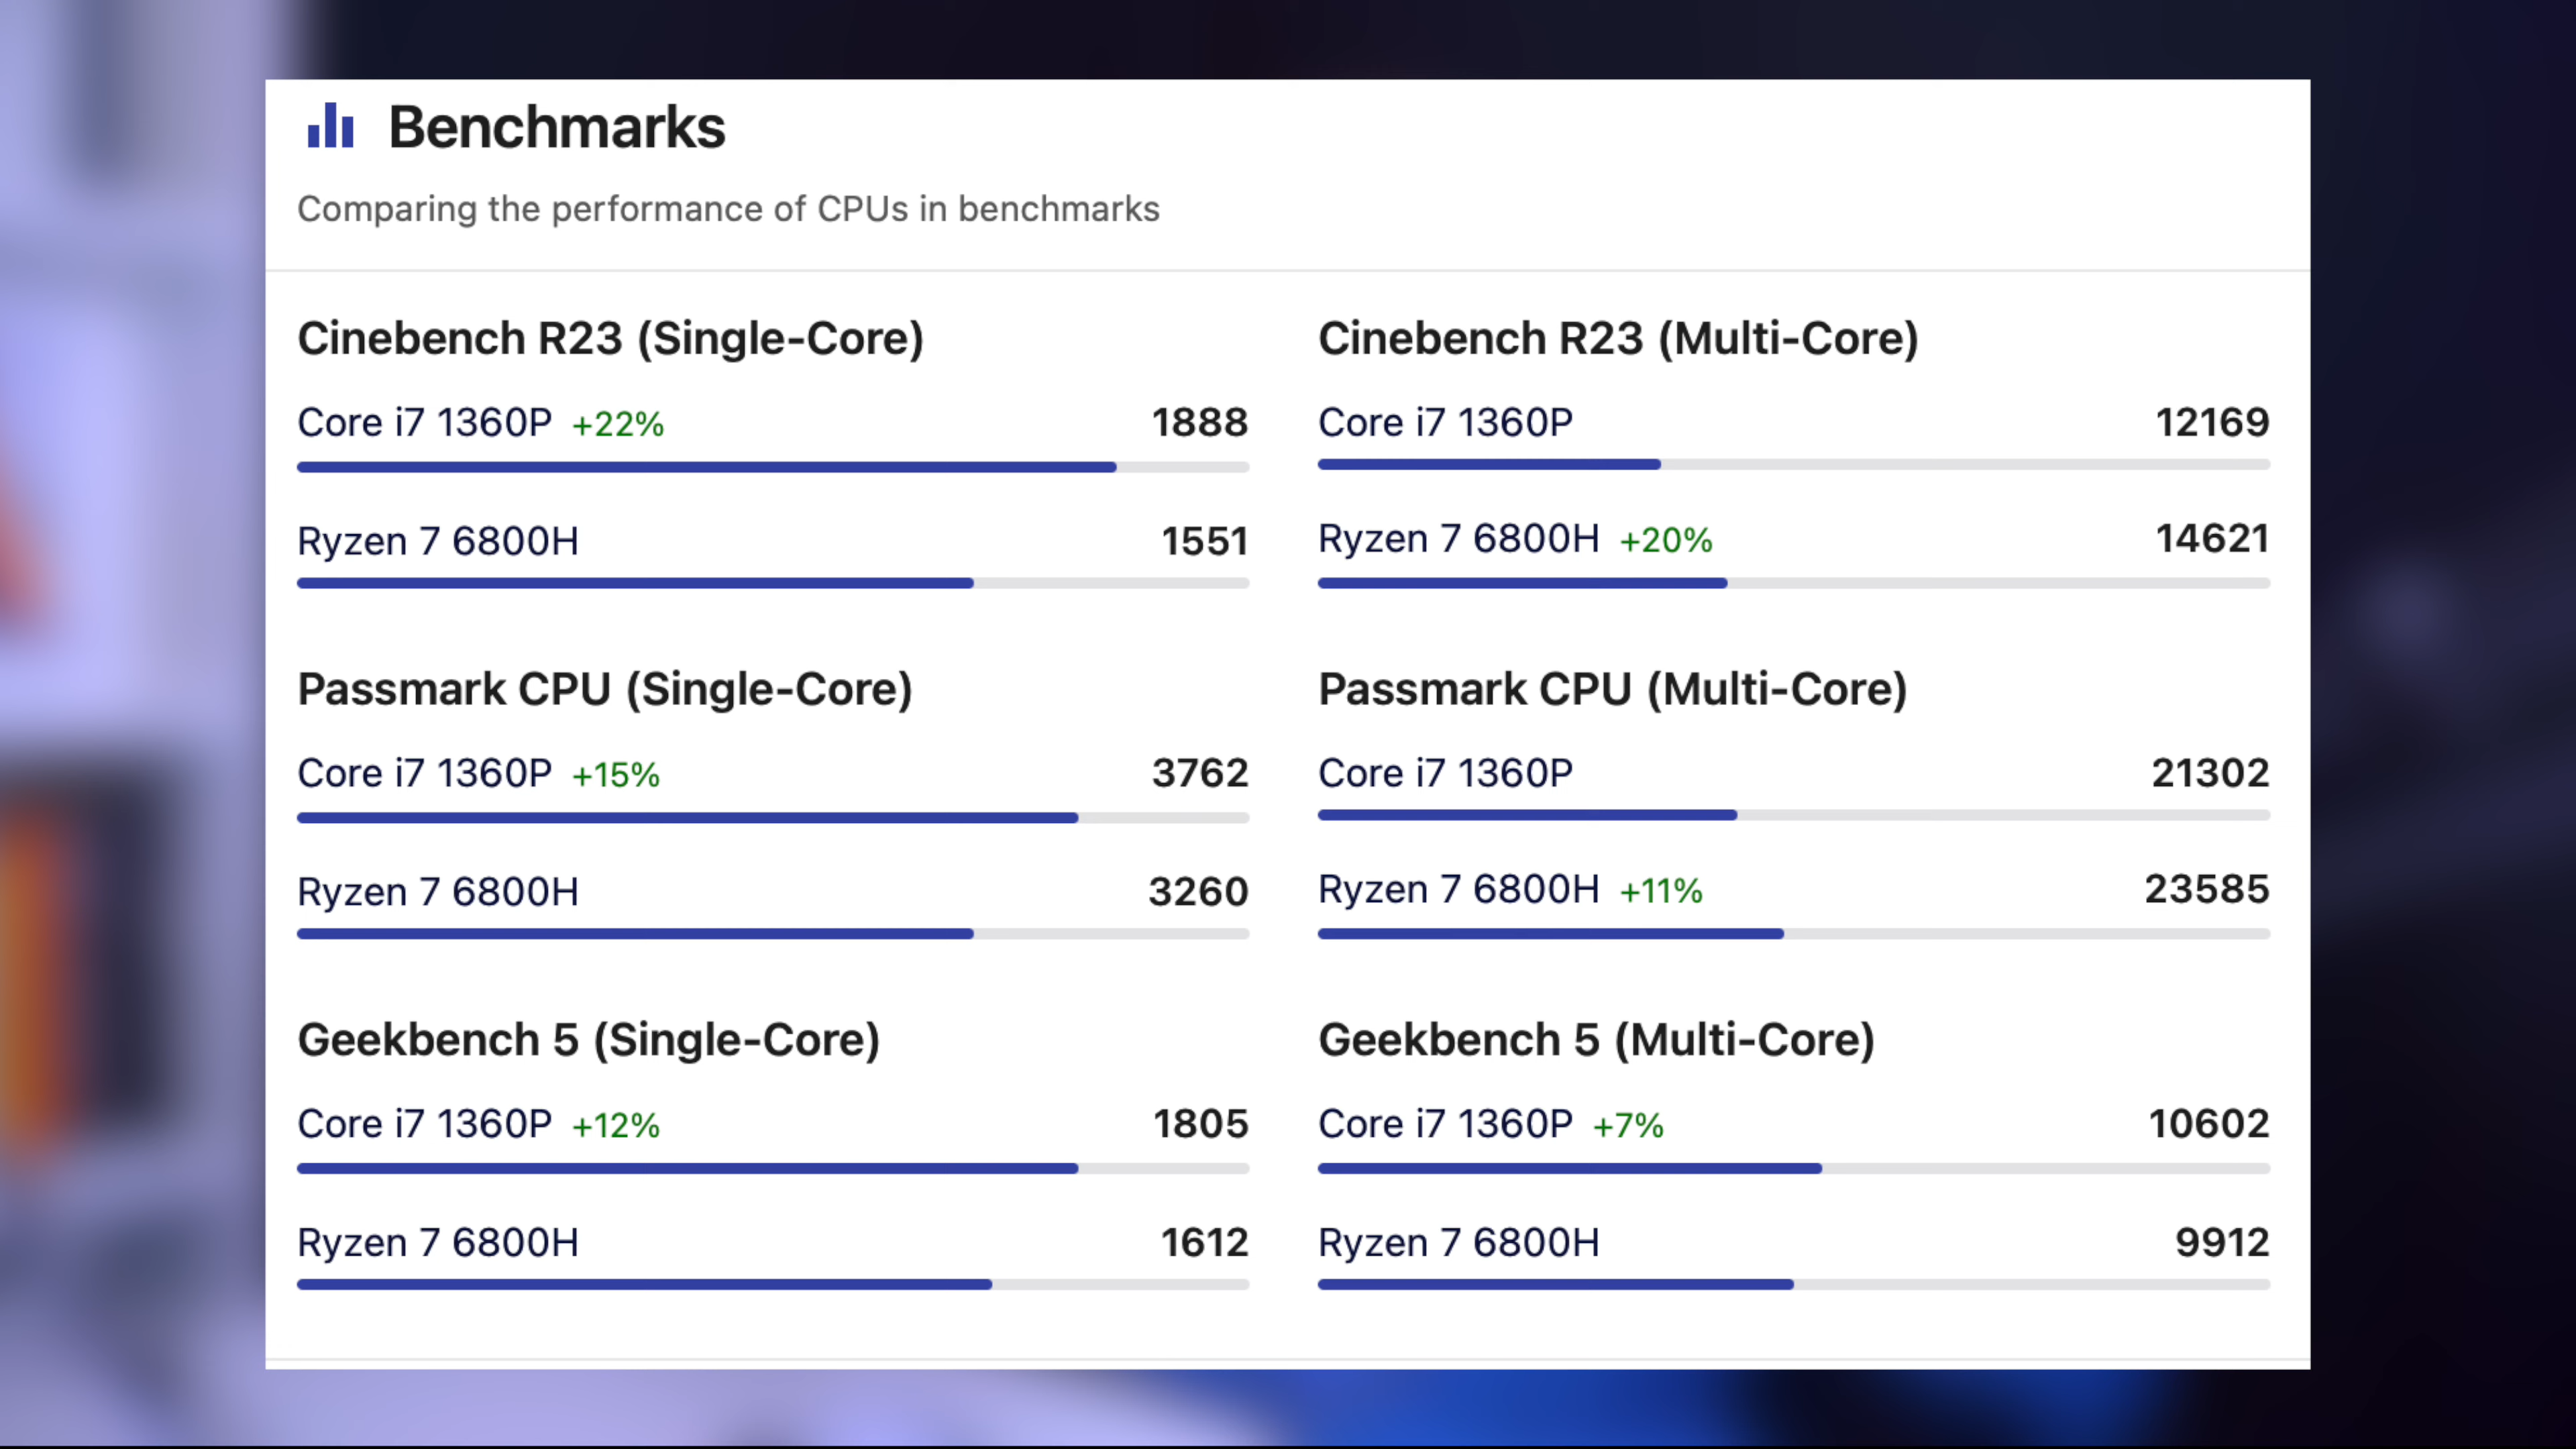 Benchmarks
Comparing the performance of CPUs in benchmarks
Cinebench R23 (Single-Core)
Core i7 1360P +22% 1888
Ryzen 7 6800H 1551
Cinebench R23 (Multi-Core)
Core i7 1360P 12169
Ryzen 7 6800H +20% 14621
Passmark CPU (Single-Core)
Core i7 1360P +15% 3762
Ryzen 7 6800H 3260
Passmark CPU (Multi-Core)
Core i7 1360P 21302
Ryzen 7 6800H +11% 23585
Geekbench 5 (Single-Core)
Core i7 1360P +12% 1805
Ryzen 7 6800H 1612
Geekbench 5 (Multi-Core)
Core i7 1360P +7% 10602
Ryzen 7 6800H 9912